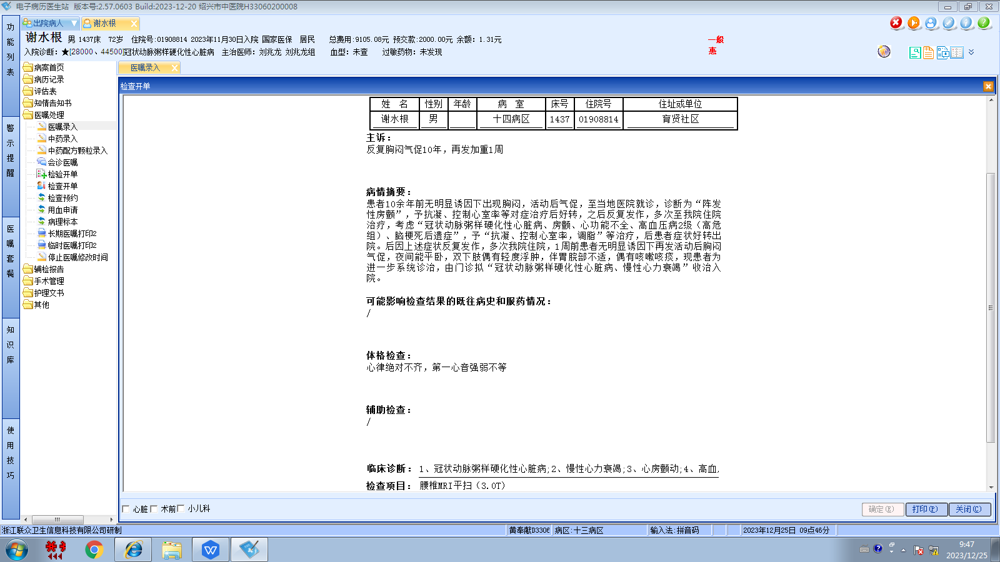 电子病历医生站 版本号:2.57.0603 Build:2023-12-20 绍兴市中医院H33060200008
功能列表
警示提醒
医嘱套餐
知识库
使用技巧
出院病人
谢水根
谢水根 男 1437床 72岁 住院号:01908814 2023年11月30日入院 国家医保 居民 总费用:9105.08元 预交款:2000.00元 余额: 1.31元
一般
入院诊断: ★[28000、44500]冠状动脉粥样硬化性心脏病 主治医师: 刘兆龙 刘兆龙组 血型: 未查 过敏药物: 未发现
惠
病案首页
病历记录
评估表
知情告知书
医嘱处理
医嘱录入
中药录入
中药配方颗粒录入
会诊医嘱
检验开单
检查开单
检查预约
用血申请
病理标本
长期医嘱打印2
临时医嘱打印2
停止医嘱修改时间
辅检报告
手术管理
护理文书
其他
医嘱录入
检查开单
姓 名 性别 年龄 病 室 床号 住院号 住址或单位
谢水根 男 十四病区 1437 01908814 育贤社区
主诉:
反复胸闷气促10年，再发加重1周
病情摘要:
患者10余年前无明显诱因下出现胸闷，活动后气促，至当地医院就诊，诊断为“阵发
性房颤”，予抗凝、控制心室率等对症治疗后好转，之后反复发作，多次至我院住院
治疗，考虑“冠状动脉粥样硬化性心脏病、房颤、心功能不全、高血压病2级（高危
组）、脑梗死后遗症”，予“抗凝、控制心室率，调脂”等治疗，后患者症状好转出
院。后因上述症状反复发作，多次我院住院，1周前患者无明显诱因下再发活动后胸闷
气促，夜间能平卧，双下肢偶有轻度浮肿，伴胃脘部不适，偶有咳嗽咳痰，现患者为
进一步系统诊治，由门诊拟“冠状动脉粥样硬化性心脏病、慢性心力衰竭”收治入
院。
可能影响检查结果的既往病史和服药情况:
/
体格检查:
心律绝对不齐，第一心音强弱不等
辅助检查:
/
临床诊断: 1、冠状动脉粥样硬化性心脏病;2、慢性心力衰竭;3、心房颤动;4、高血
检查项目: 腰椎MRI平扫（3.0T）
心脏 术前 小儿科
确定(E) 打印(P) 关闭(C)
浙江联众卫生信息科技有限公司研制 黄奉献D3306 病区:十三病区 输入法:拼音码 2023年12月25日 09点46分
9:47
2023/12/25